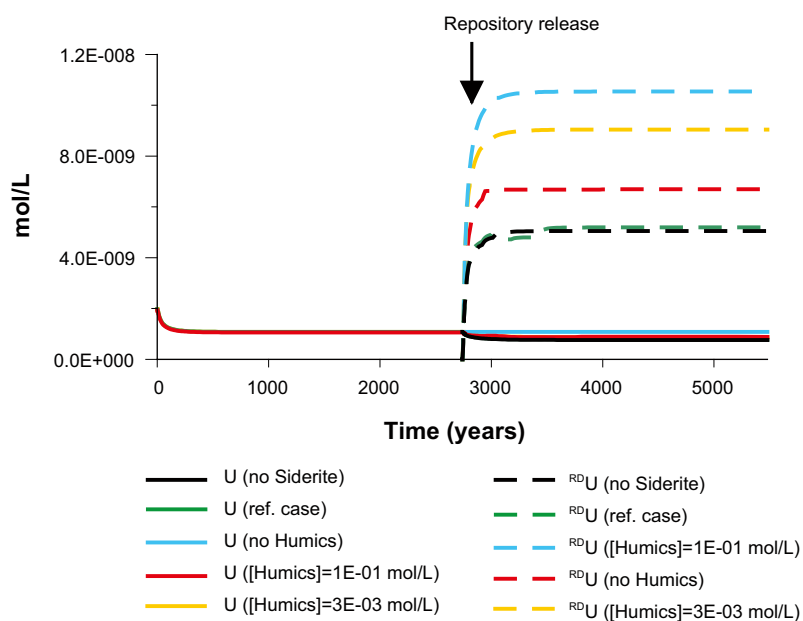 Repository release
1.2E-008
8.0E-009
4.0E-009
0.0E+000
mol/L
0 1000 2000 3000 4000 5000
Time (years)
U (no Siderite)
U (ref. case)
U (no Humics)
U ([Humics]=1E-01 mol/L)
U ([Humics]=3E-03 mol/L)
RDU (no Siderite)
RDU (ref. case)
RDU ([Humics]=1E-01 mol/L)
RDU (no Humics)
RDU ([Humics]=3E-03 mol/L)